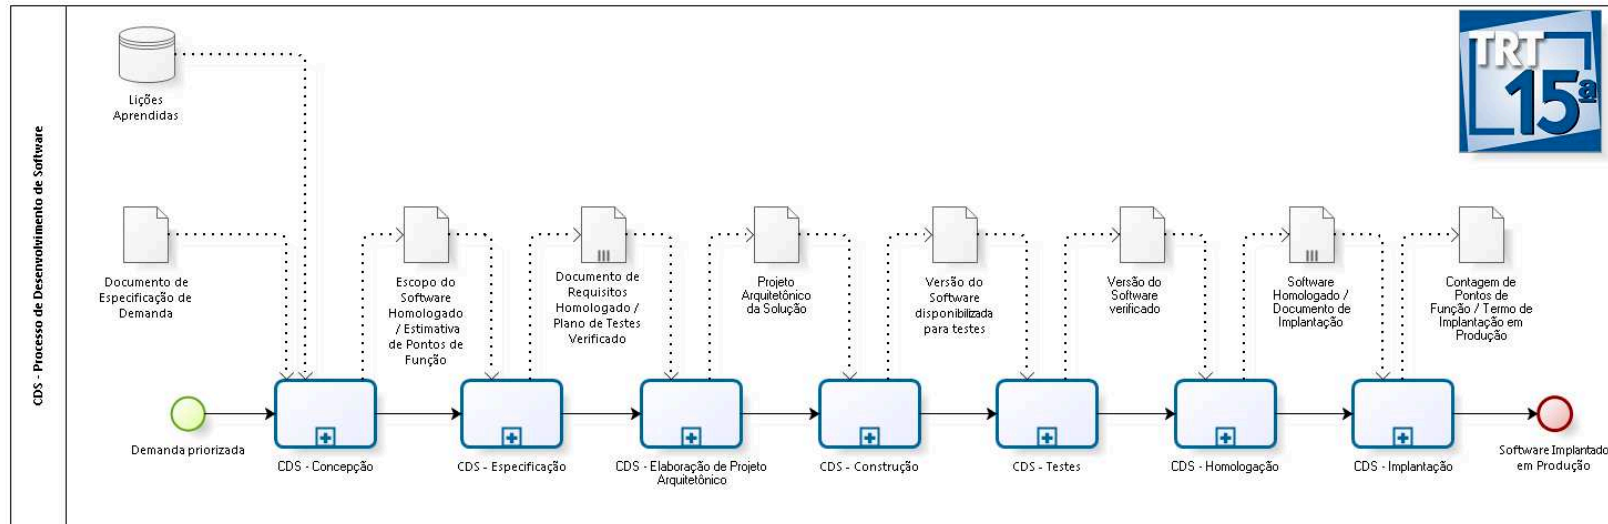 CDS - Processo de Desenvolvimento de Software
TRT
15ª
Lições
Aprendidas
Documento de
Especificação de
Demanda
Escopo do
Software
Homologado
/ Estimativa
de Pontos de
Função
Documento de
Requisitos
Homologado /
Plano de Testes
Verificado
Projeto
Arquitetônico
da Solução
Versão do
Software
disponibilizada
para testes
Versão do
Software
verificado
Software
Homologado /
Documento de
Implantação
Contagem de
Pontos de
Função / Termo de
Implantação em
Produção
Demanda priorizada
CDS - Concepção
CDS - Especificação
CDS - Elaboração de Projeto
Arquitetônico
CDS - Construção
CDS - Testes
CDS - Homologação
CDS - Implantação
Software Implantado
em Produção